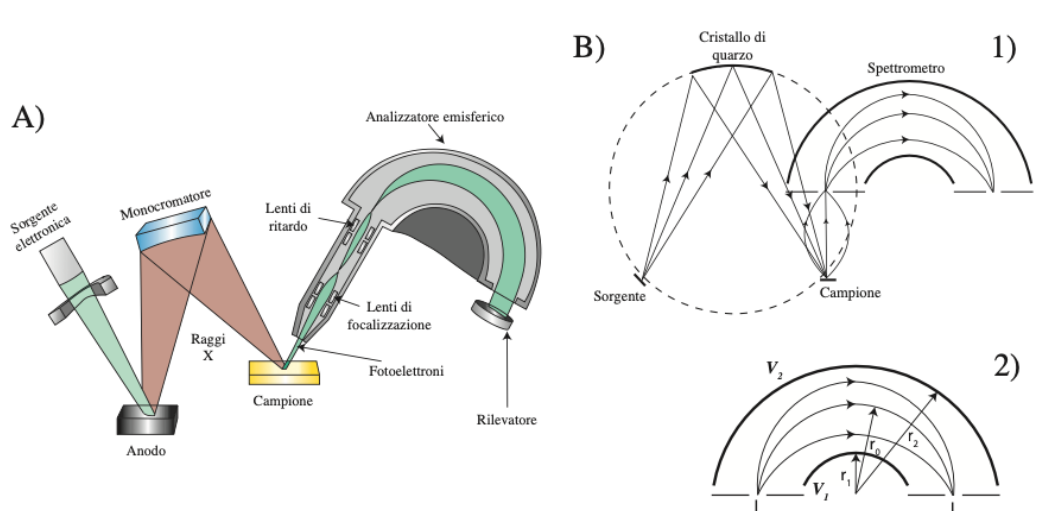 A)
Sorgente
elettronica
Monocromatore
Lenti di
ritardo
Analizzatore emisferico
Lenti di
focalizzazione
Raggi
X
Fotoelettroni
Campione
Anodo
Rilevatore
B)
Cristallo di
quarzo
1)
Spettrometro
Sorgente
Campione
2)
V2
r0
r2
r1
V1